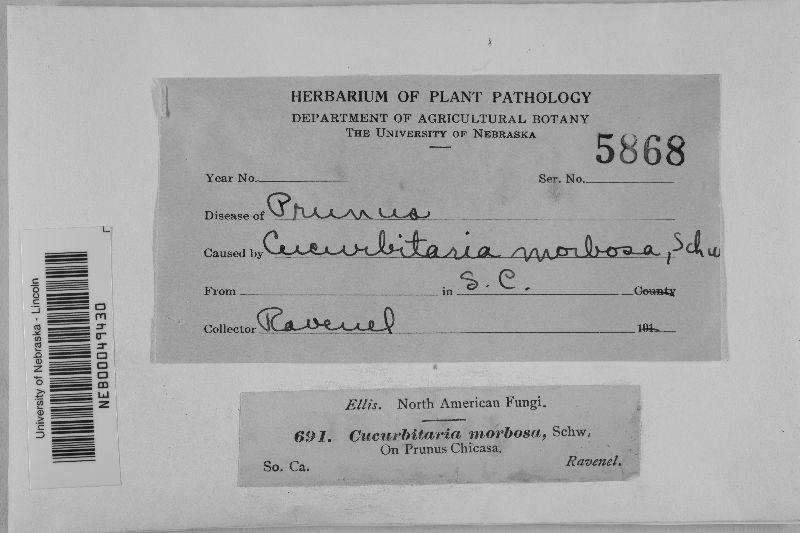 HERBARIUM OF PLANT PATHOLOGY
DEPARTMENT OF AGRICULTURAL BOTANY
THE UNIVERSITY OF NEBRASKA
5868
Year No. Ser. No.
Disease of Prunus
Caused by Cucurbitaria morbosa, Schw
From in S. C. County
Collector Ravenel 191
University of Nebraska - Lincoln
NEB00049430
Ellis. North American Fungi.
691. Cucurbitaria morbosa, Schw.
On Prunus Chicasa.
So. Ca. Ravenel.